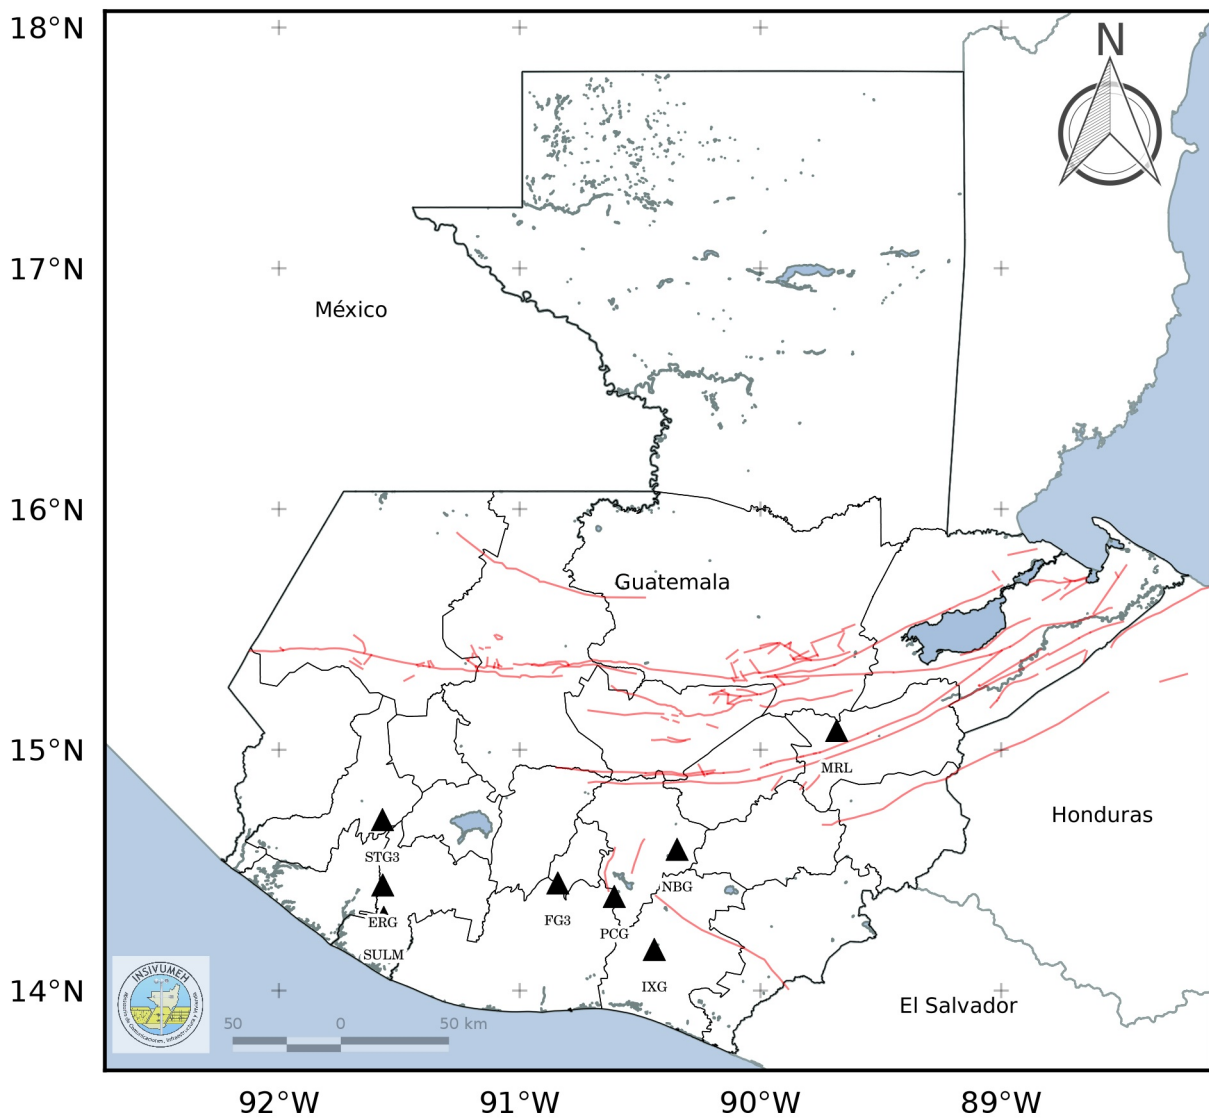 18°N
N
17°N
México
16°N
Guatemala
15°N
MRL
Honduras
STG3
NBG
FG3
ERG
PCG
SULM
IXG
14°N
El Salvador
INSIVUMEH
50 0 50 km
92°W 91°W 90°W 89°W